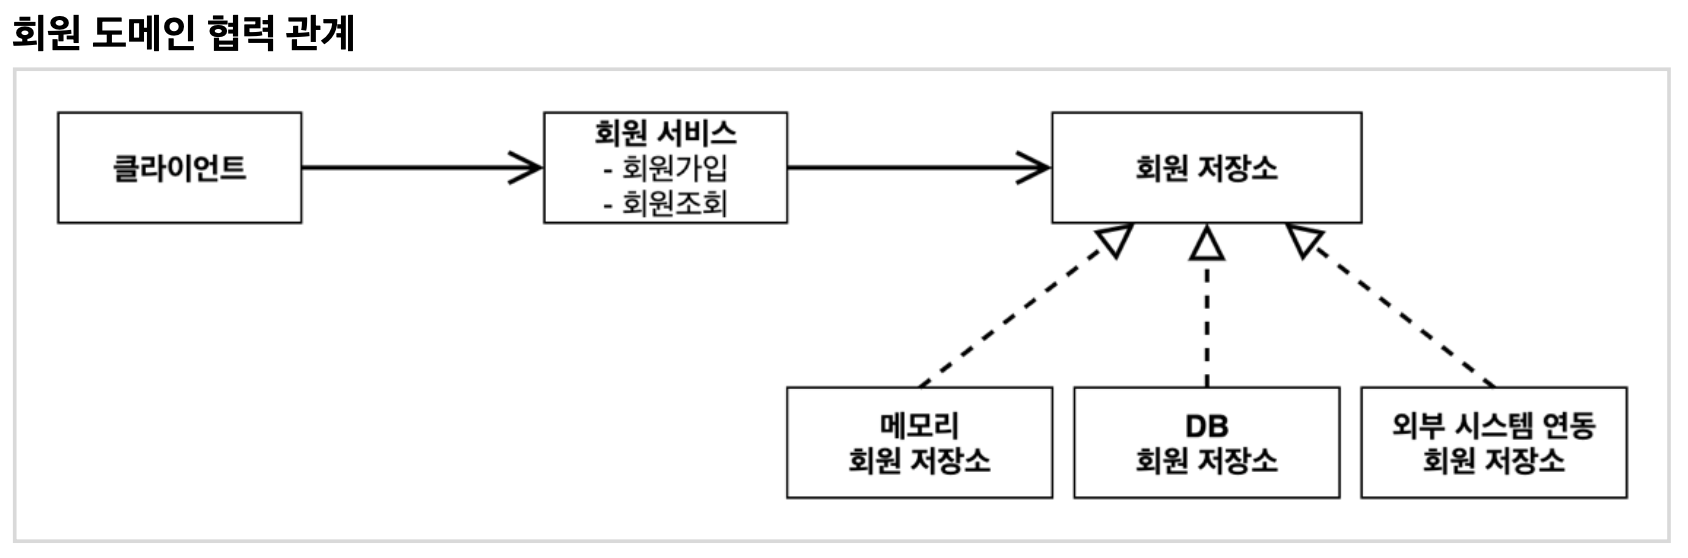 회원 도메인 협력 관계
클라이언트
회원 서비스
- 회원가입
- 회원조회
회원 저장소
메모리
회원 저장소
DB
회원 저장소
외부 시스템 연동
회원 저장소